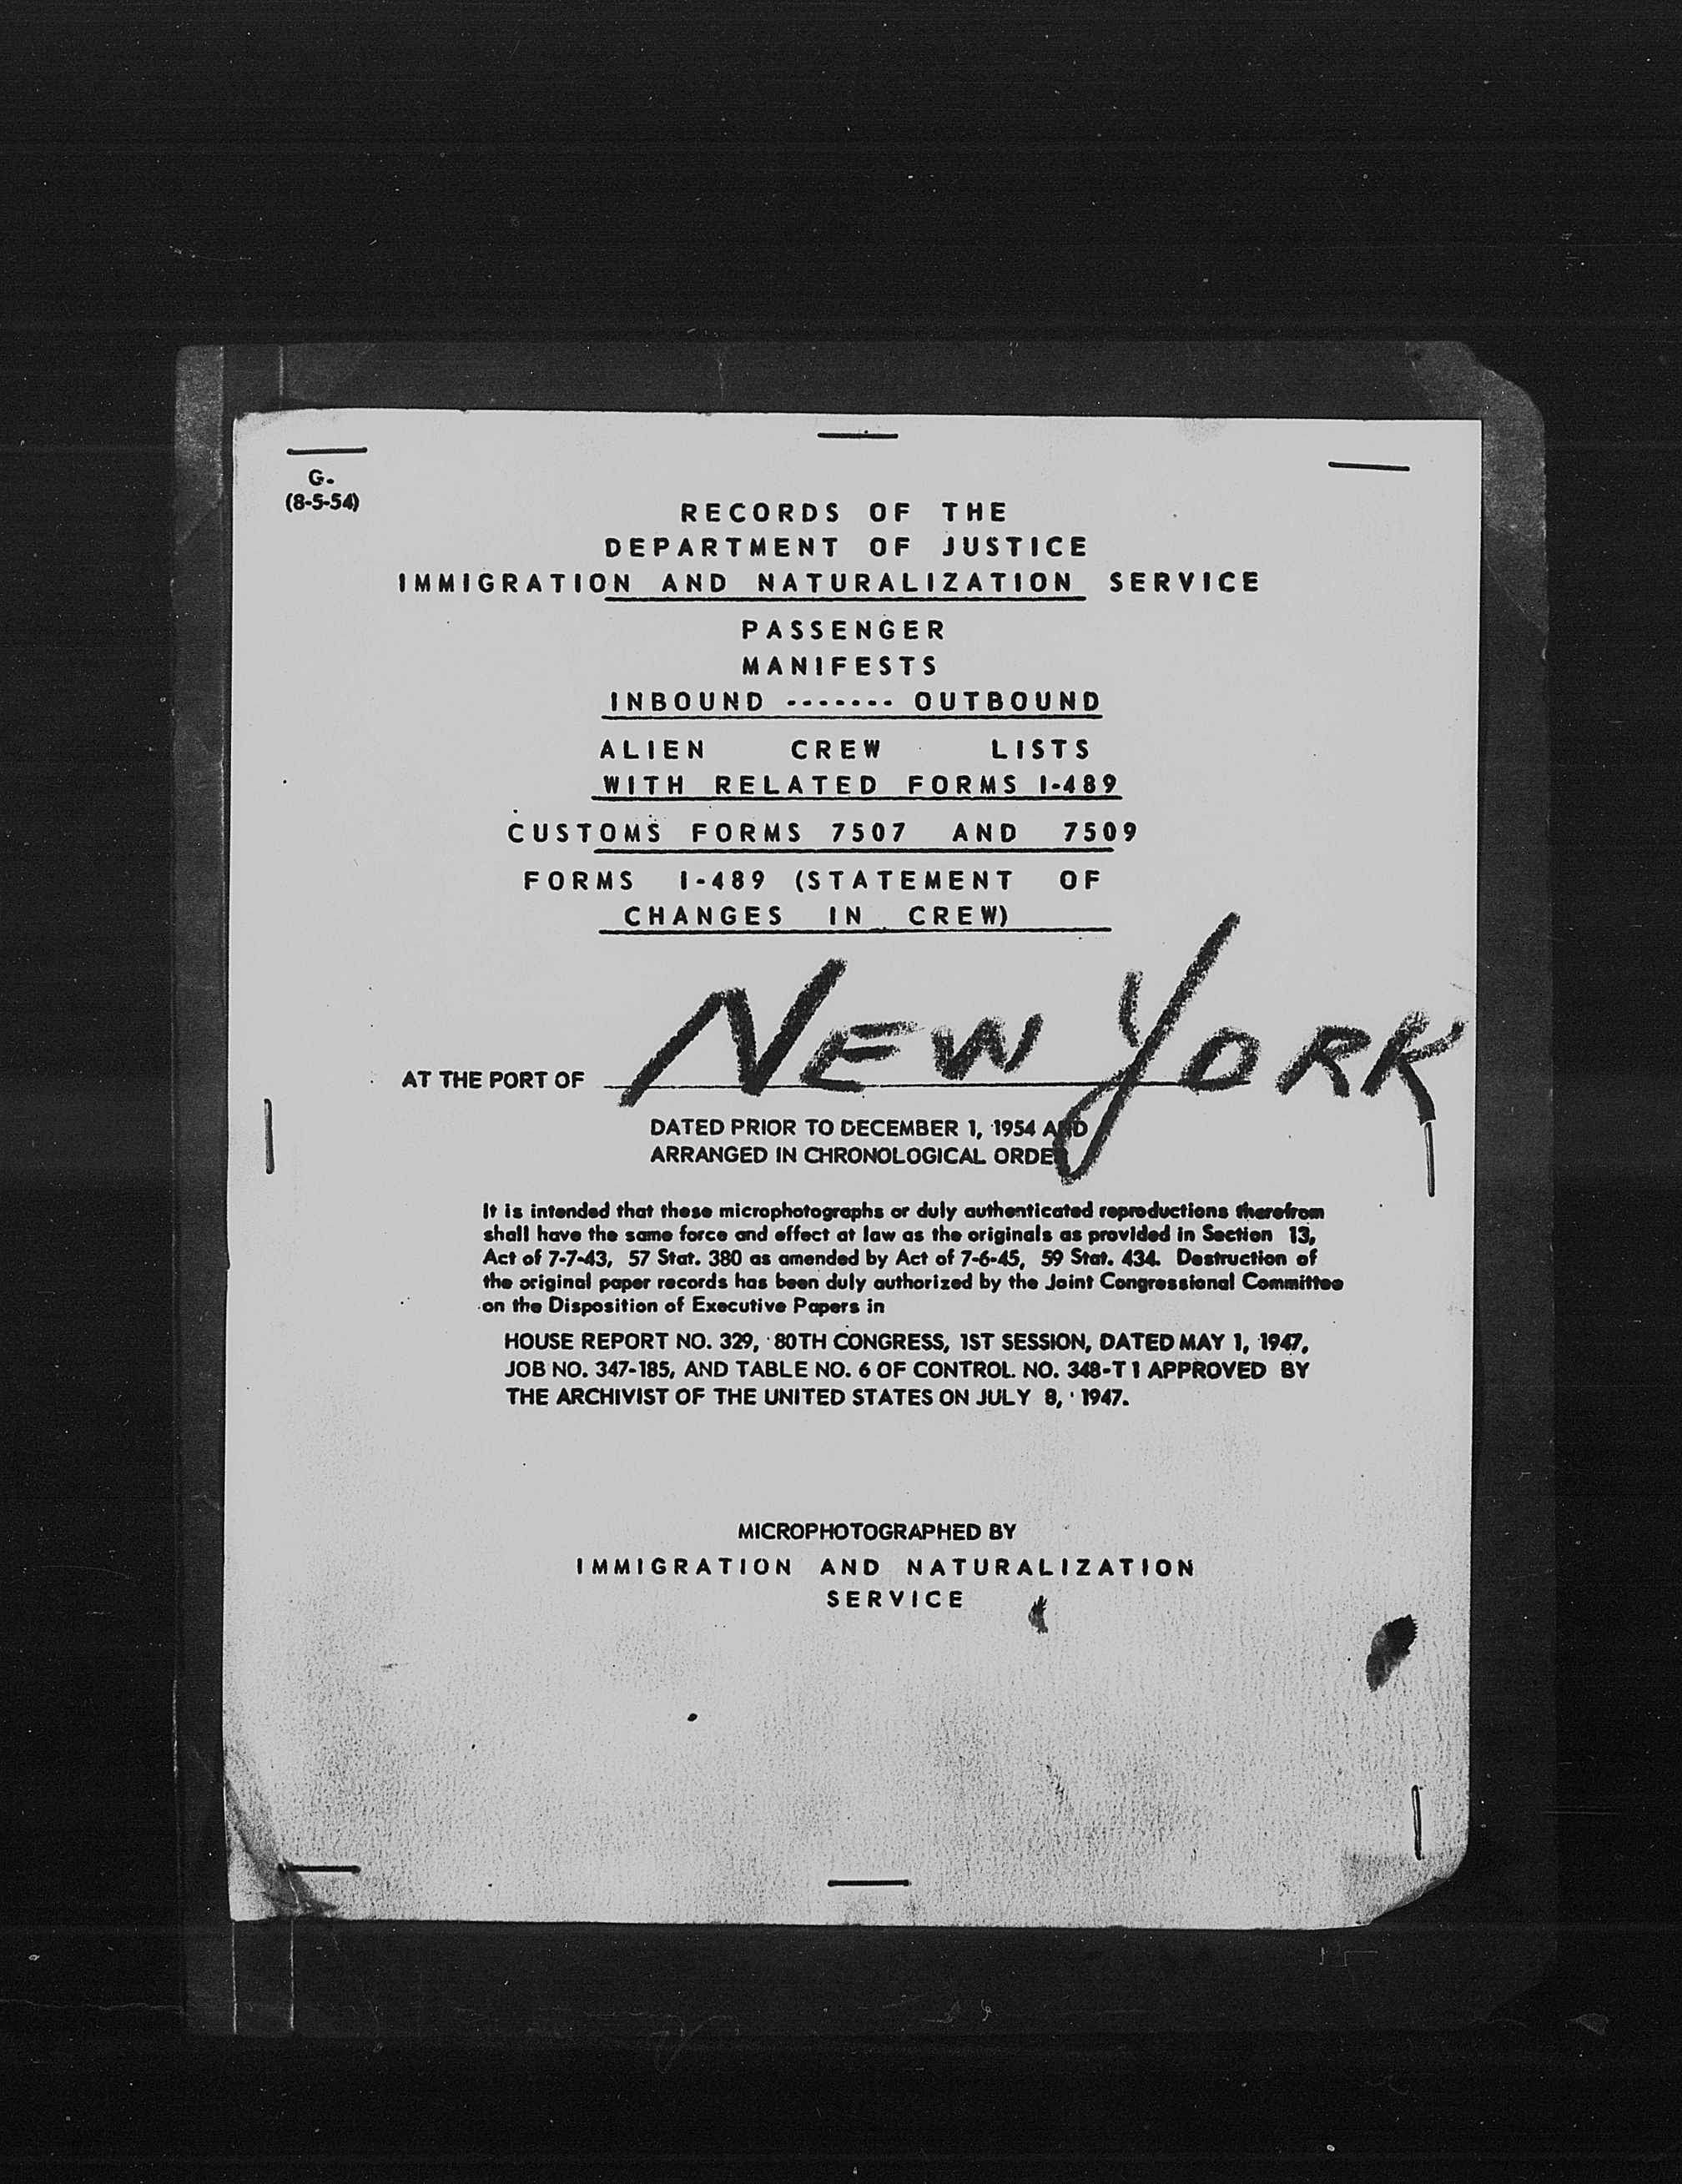 G-
(8-5-54)
RECORDS OF THE
DEPARTMENT OF JUSTICE
IMMIGRATION AND NATURALIZATION SERVICE
PASSENGER
MANIFESTS
INBOUND ------- OUTBOUND
ALIEN CREW LISTS
WITH RELATED FORMS I-489
CUSTOMS FORMS 7507 AND 7509
FORMS I-489 (STATEMENT OF
CHANGES IN CREW)
AT THE PORT OF NEW YORK
DATED PRIOR TO DECEMBER 1, 1954 AND
ARRANGED IN CHRONOLOGICAL ORDER
It is intended that these microphotographs or duly authenticated reproductions therefrom
shall have the same force and effect at law as the originals as provided in Section 13,
Act of 7-7-43, 57 Stat. 380 as amended by Act of 7-6-45, 59 Stat. 434. Destruction of
the original paper records has been duly authorized by the Joint Congressional Committee
on the Disposition of Executive Papers in
HOUSE REPORT NO. 329, 80TH CONGRESS, 1ST SESSION, DATED MAY 1, 1947,
JOB NO. 347-185, AND TABLE NO. 6 OF CONTROL NO. 348-T1 APPROVED BY
THE ARCHIVIST OF THE UNITED STATES ON JULY 8, 1947.
MICROPHOTOGRAPHED BY
IMMIGRATION AND NATURALIZATION
SERVICE